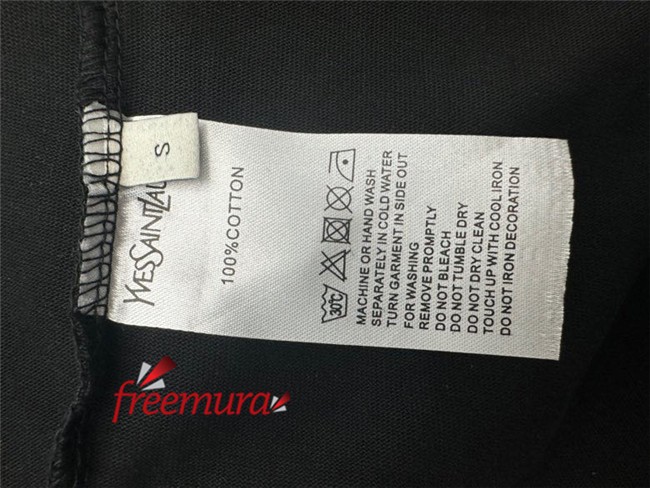 S
YVESSAINTLAU
100%COTTON
30℃
MACHINE OR HAND WASH
SEPARATELY IN COLD WATER
TURN GARMENT IN SIDE OUT
FOR WASHING
REMOVE PROMPTLY
DO NOT BLEACH
DO NOT TUMBLE DRY
DO NOT DRY CLEAN
TOUCH UP WITH COOL IRON
DO NOT IRON DECORATION
freemura